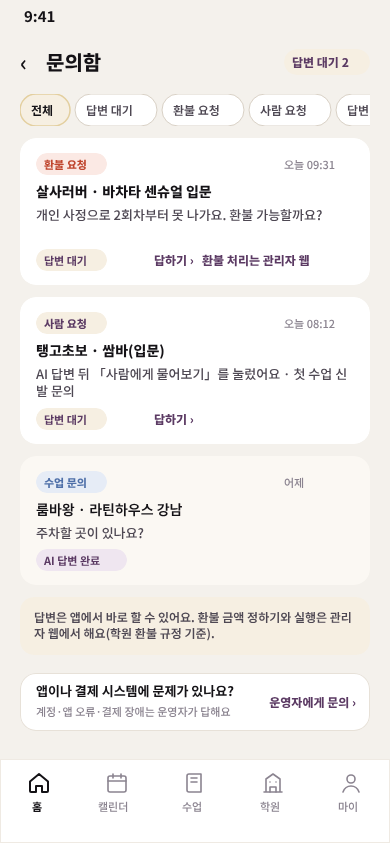 9:41
‹ 문의함 답변 대기 2
전체 답변 대기 환불 요청 사람 요청 답변
환불 요청 오늘 09:31
살사러버 · 바차타 센슈얼 입문
개인 사정으로 2회차부터 못 나가요. 환불 가능할까요?
답변 대기 답하기 › 환불 처리는 관리자 웹
사람 요청 오늘 08:12
탱고초보 · 쌈바(입문)
AI 답변 뒤 「사람에게 물어보기」를 눌렀어요 · 첫 수업 신
발 문의
답변 대기 답하기 ›
수업 문의 어제
룸바왕 · 라틴하우스 강남
주차할 곳이 있나요?
AI 답변 완료
답변은 앱에서 바로 할 수 있어요. 환불 금액 정하기와 실행은 관리
자 웹에서 해요(학원 환불 규정 기준).
앱이나 결제 시스템에 문제가 있나요?
계정·앱 오류·결제 장애는 운영자가 답해요
운영자에게 문의 ›
홈 캘린더 수업 학원 마이